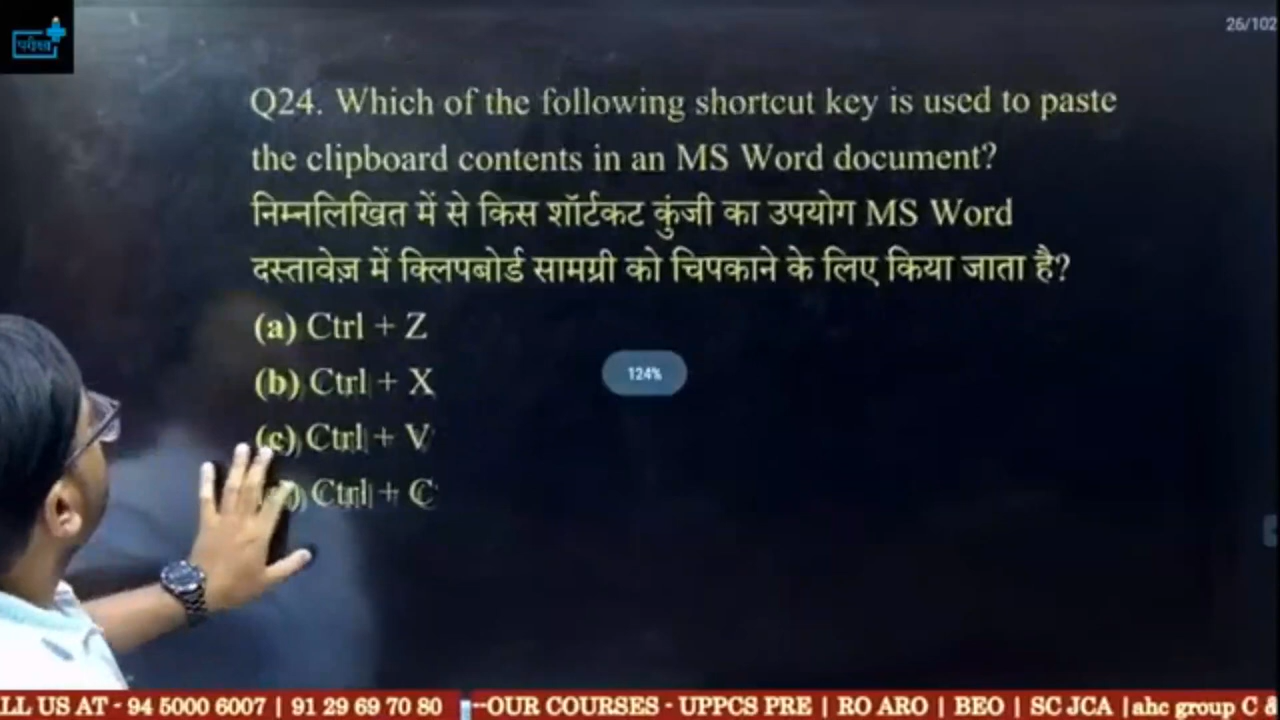 परीक्षा
26/102
Q24. Which of the following shortcut key is used to paste
the clipboard contents in an MS Word document?
निम्नलिखित में से किस शॉर्टकट कुंजी का उपयोग MS Word
दस्तावेज़ में क्लिपबोर्ड सामग्री को चिपकाने के लिए किया जाता है?
(a) Ctrl + Z
(b) Ctrl + X
124%
(c) Ctrl + V
Ctrl + C
LL US AT - 94 5000 6007 | 91 29 69 70 80 --OUR COURSES - UPPCS PRE | RO ARO | BEO | SC JCA |ahc group C &